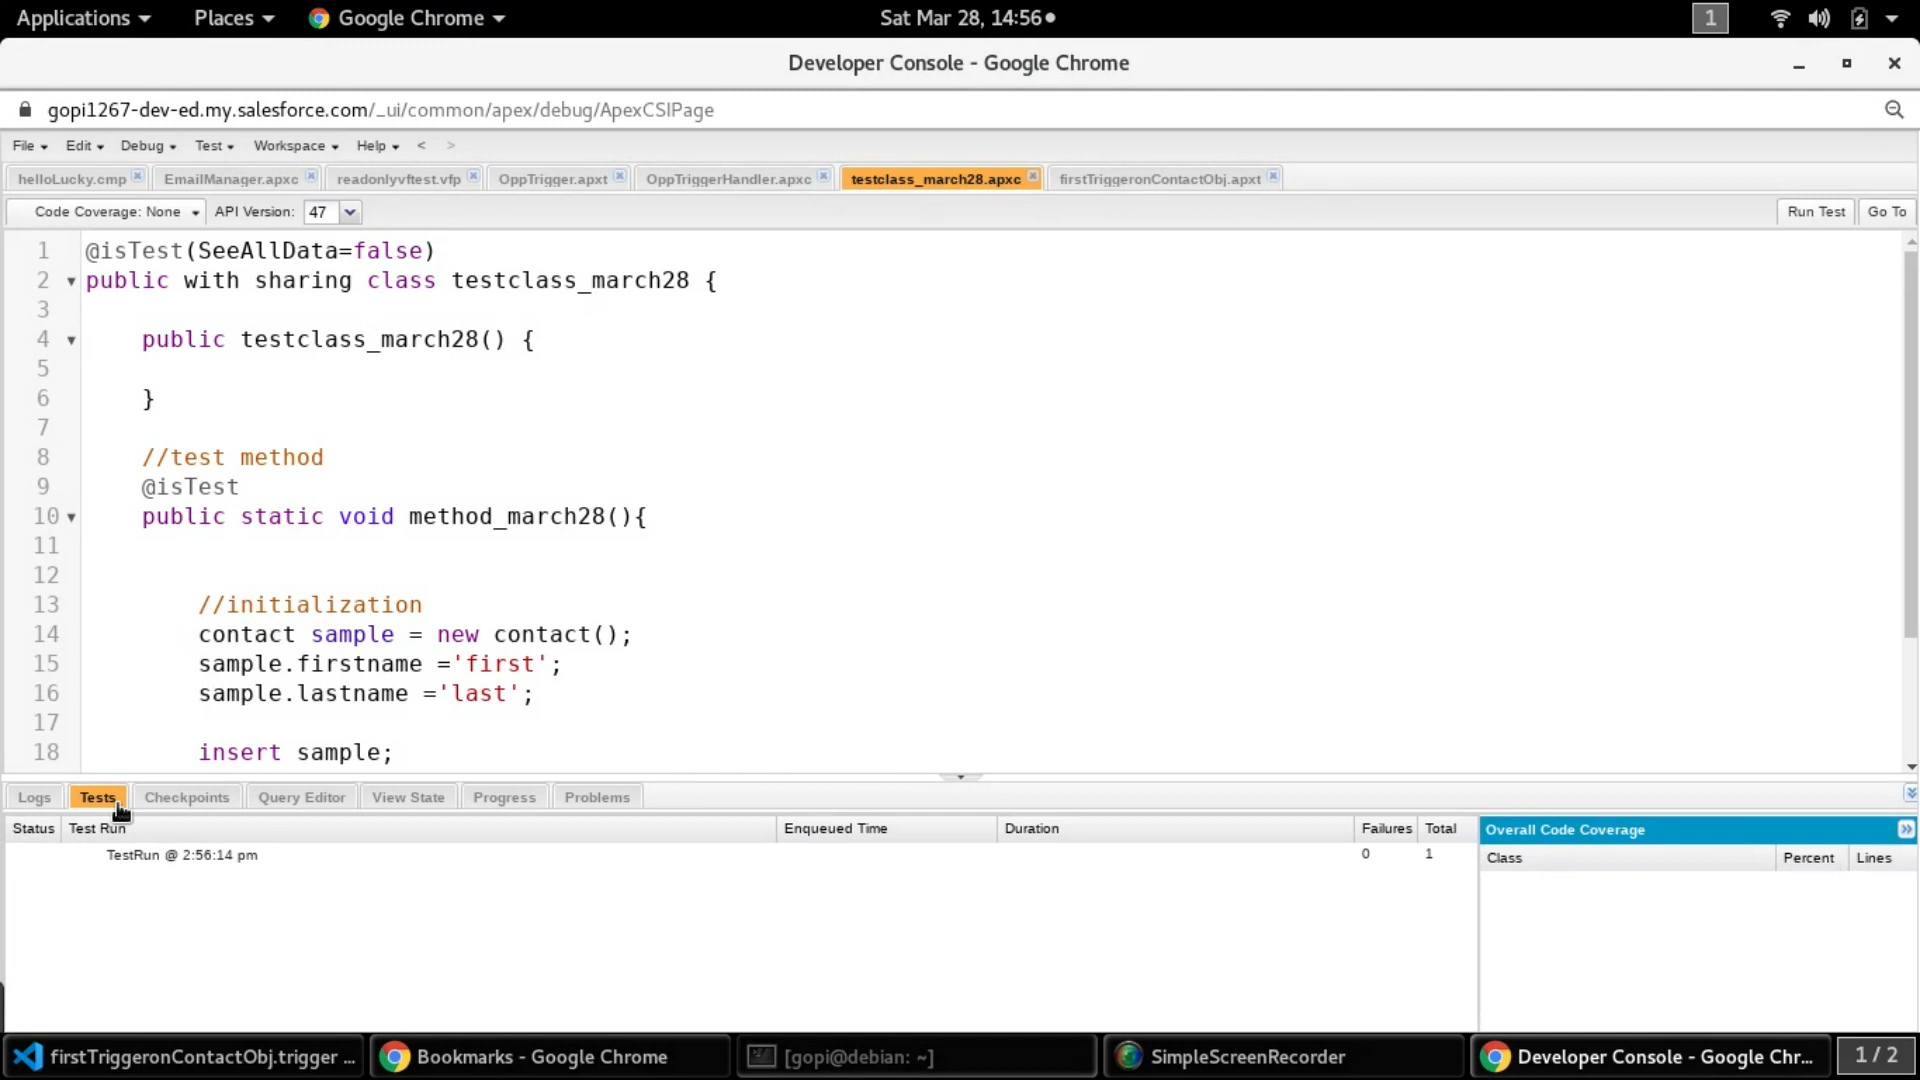 Applications Places Google Chrome Sat Mar 28, 14:56 1
Developer Console - Google Chrome
gopi1267-dev-ed.my.salesforce.com/_ui/common/apex/debug/ApexCSIPage
File Edit Debug Test Workspace Help < >
helloLucky.cmp EmailManager.apxc readonlyvftest.vfp OppTrigger.apxt OppTriggerHandler.apxc testclass_march28.apxc firstTriggeronContactObj.apxt
Code Coverage: None API Version: 47 Run Test Go To
1 @isTest(SeeAllData=false)
2 public with sharing class testclass_march28 {
3
4 public testclass_march28() {
5
6 }
7
8 //test method
9 @isTest
10 public static void method_march28(){
11
12
13 //initialization
14 contact sample = new contact();
15 sample.firstname ='first';
16 sample.lastname ='last';
17
18 insert sample;
Logs Tests Checkpoints Query Editor View State Progress Problems
Status Test Run Enqueued Time Duration Failures Total Overall Code Coverage
TestRun @ 2:56:14 pm 0 1 Class Percent Lines
firstTriggeronContactObj.trigger ... Bookmarks - Google Chrome [gopi@debian: ~] SimpleScreenRecorder Developer Console - Google Chr... 1 / 2